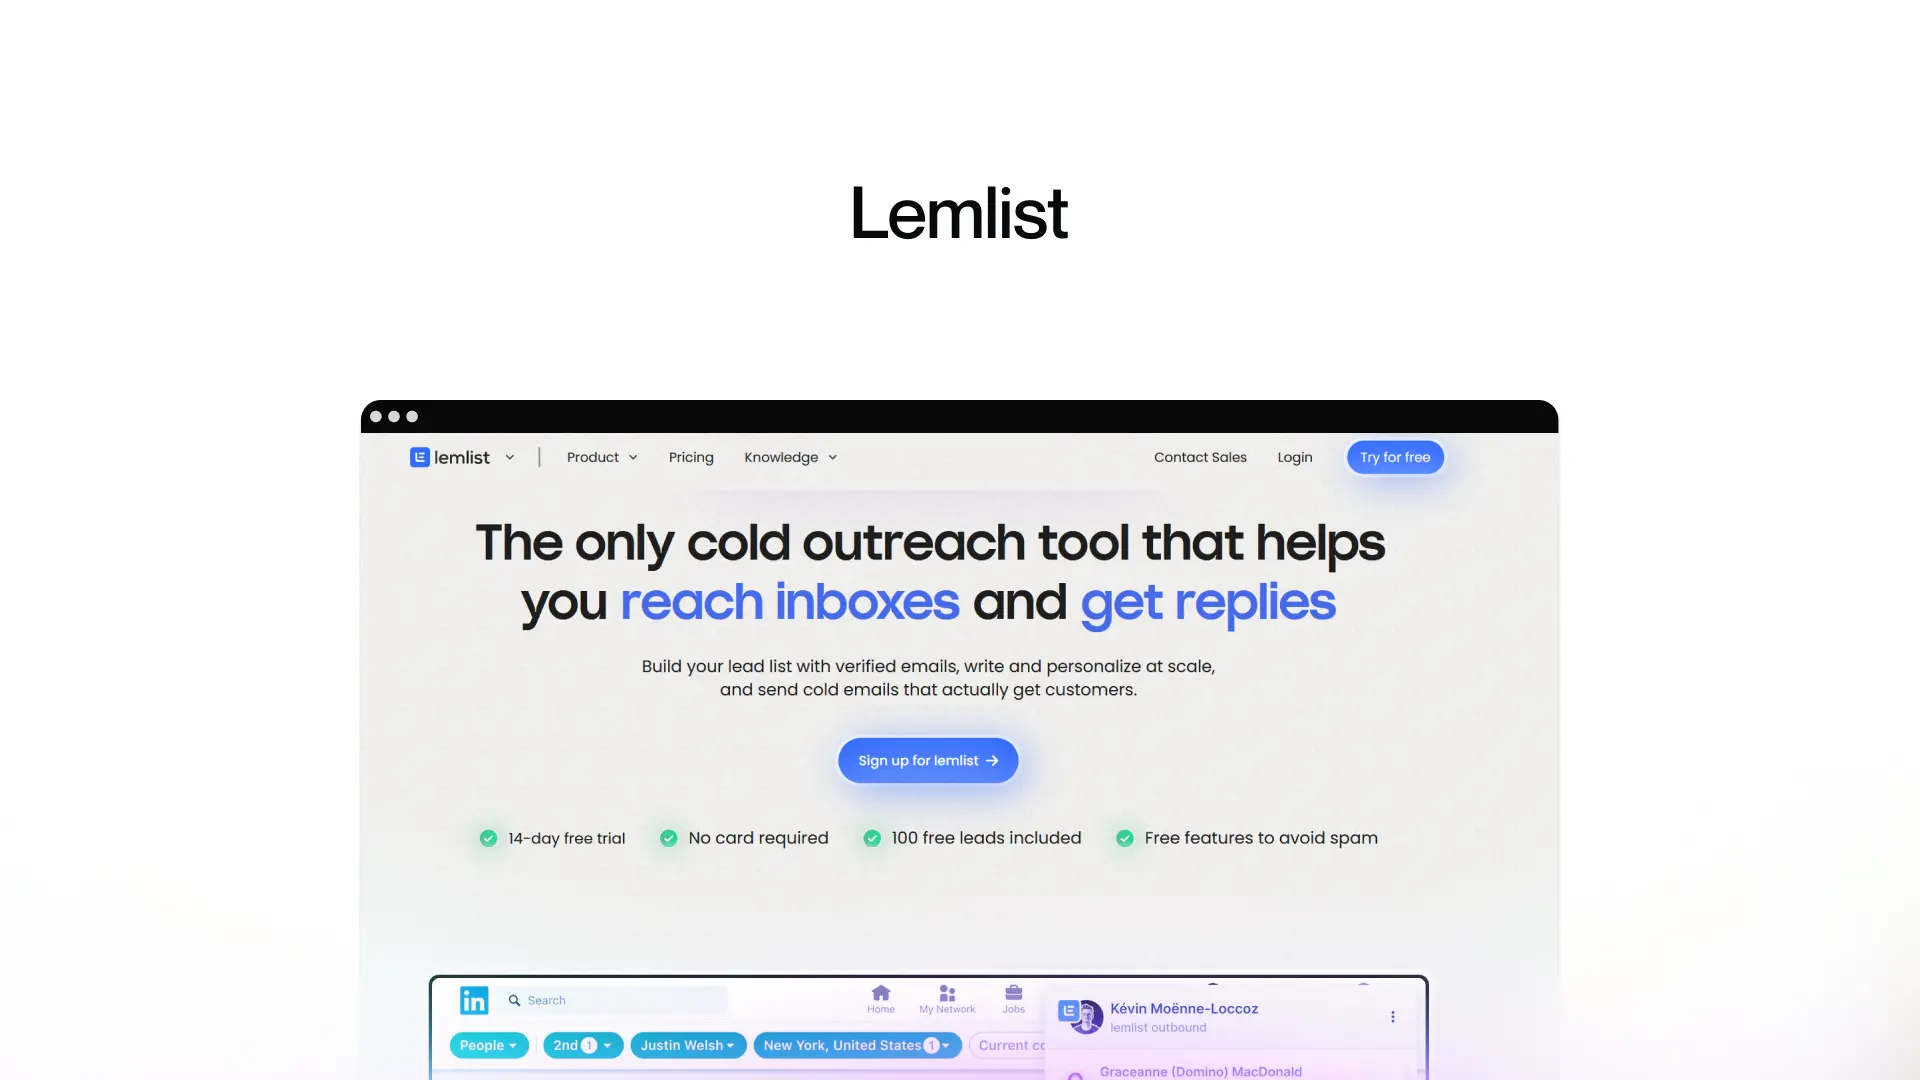 Lemlist
lemlist
Product
Pricing
Knowledge
Contact Sales
Login
Try for free
The only cold outreach tool that helps
you reach inboxes and get replies
Build your lead list with verified emails, write and personalize at scale,
and send cold emails that actually get customers.
Sign up for lemlist →
14-day free trial
No card required
100 free leads included
Free features to avoid spam
in
Search
Home
My Network
Jobs
Kévin Moënne-Loccoz
lemlist outbound
People
2nd 1
Justin Welsh
New York, United States 1
Current co
Graceanne (Domino) MacDonald